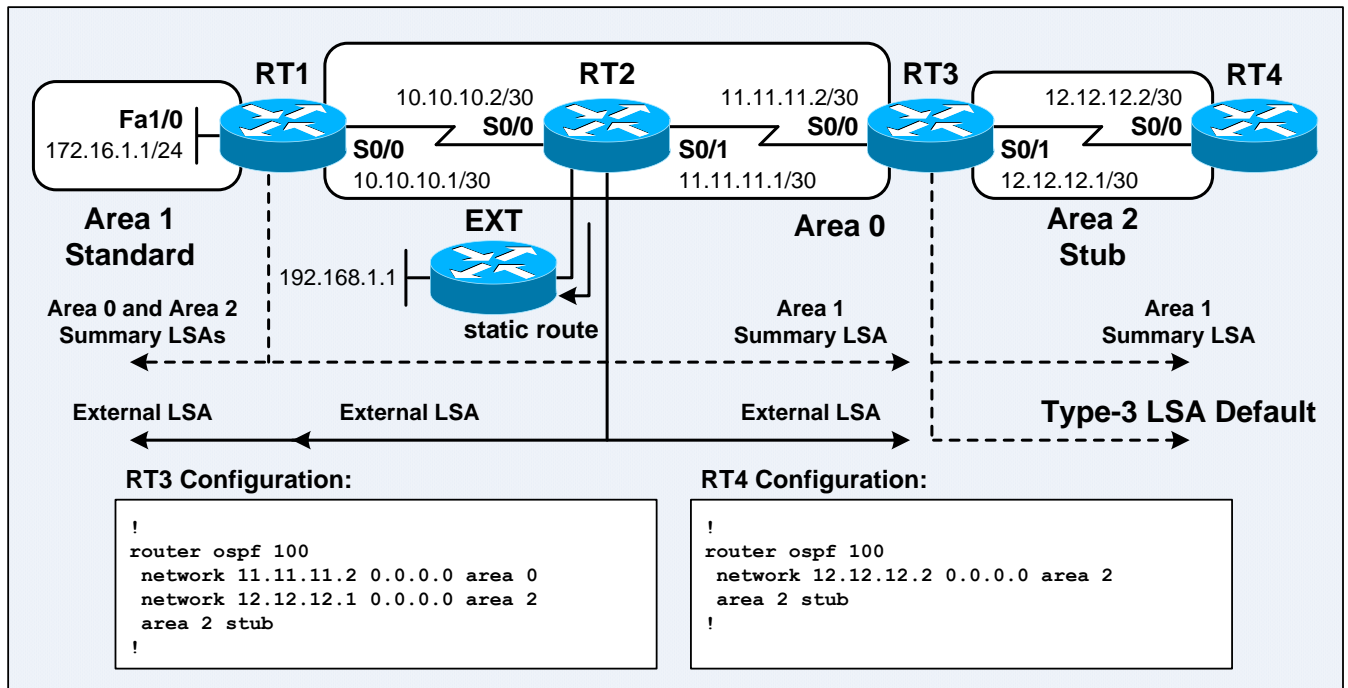 RT1
RT2
RT3
RT4
Fa1/0
172.16.1.1/24
10.10.10.2/30
S0/0
S0/0
10.10.10.1/30
11.11.11.2/30
S0/0
S0/1
11.11.11.1/30
12.12.12.2/30
S0/0
S0/1
12.12.12.1/30
Area 1
Standard
EXT
Area 0
Area 2
Stub
192.168.1.1
static route
Area 0 and Area 2
Summary LSAs
Area 1
Summary LSA
Area 1
Summary LSA
External LSA
External LSA
External LSA
Type-3 LSA Default
RT3 Configuration:
!
router ospf 100
network 11.11.11.2 0.0.0.0 area 0
network 12.12.12.1 0.0.0.0 area 2
area 2 stub
!
RT4 Configuration:
!
router ospf 100
network 12.12.12.2 0.0.0.0 area 2
area 2 stub
!